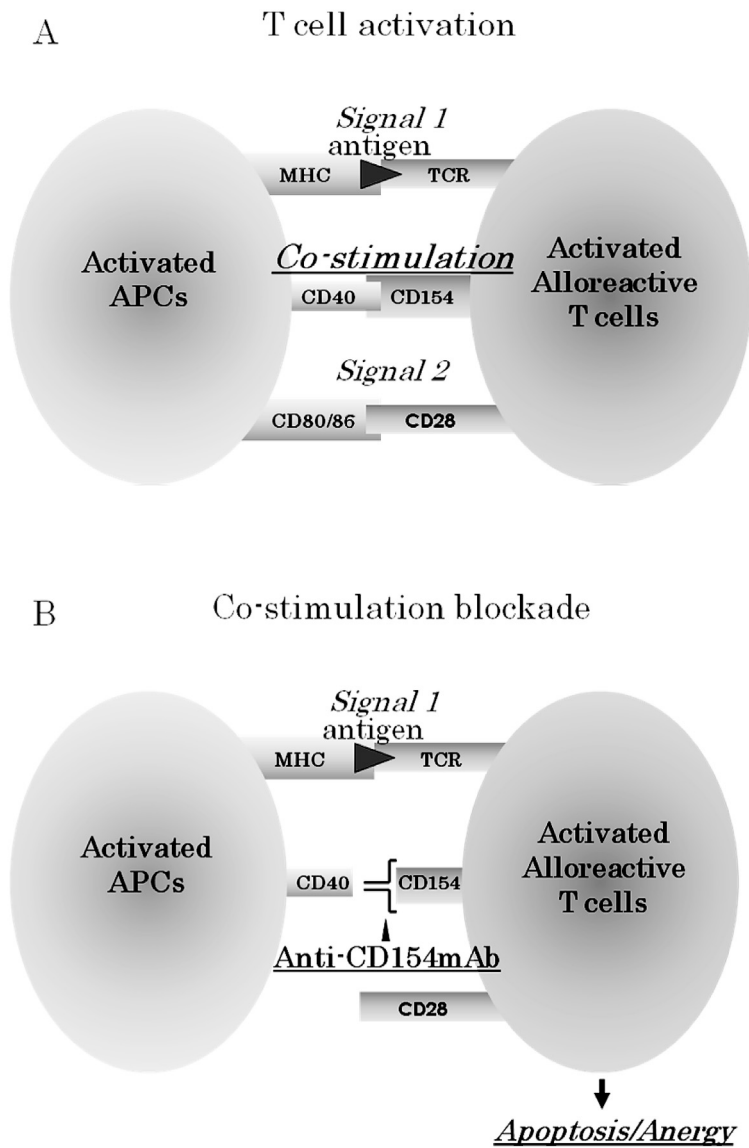 A
T cell activation
Signal 1
antigen
MHC
TCR
Activated
APCs
Co-stimulation
CD40
CD154
Activated
Alloreactive
T cells
Signal 2
CD80/86
CD28
B
Co-stimulation blockade
Signal 1
antigen
MHC
TCR
Activated
APCs
CD40
CD154
Activated
Alloreactive
T cells
Anti-CD154mAb
CD28
Apoptosis/Anergy